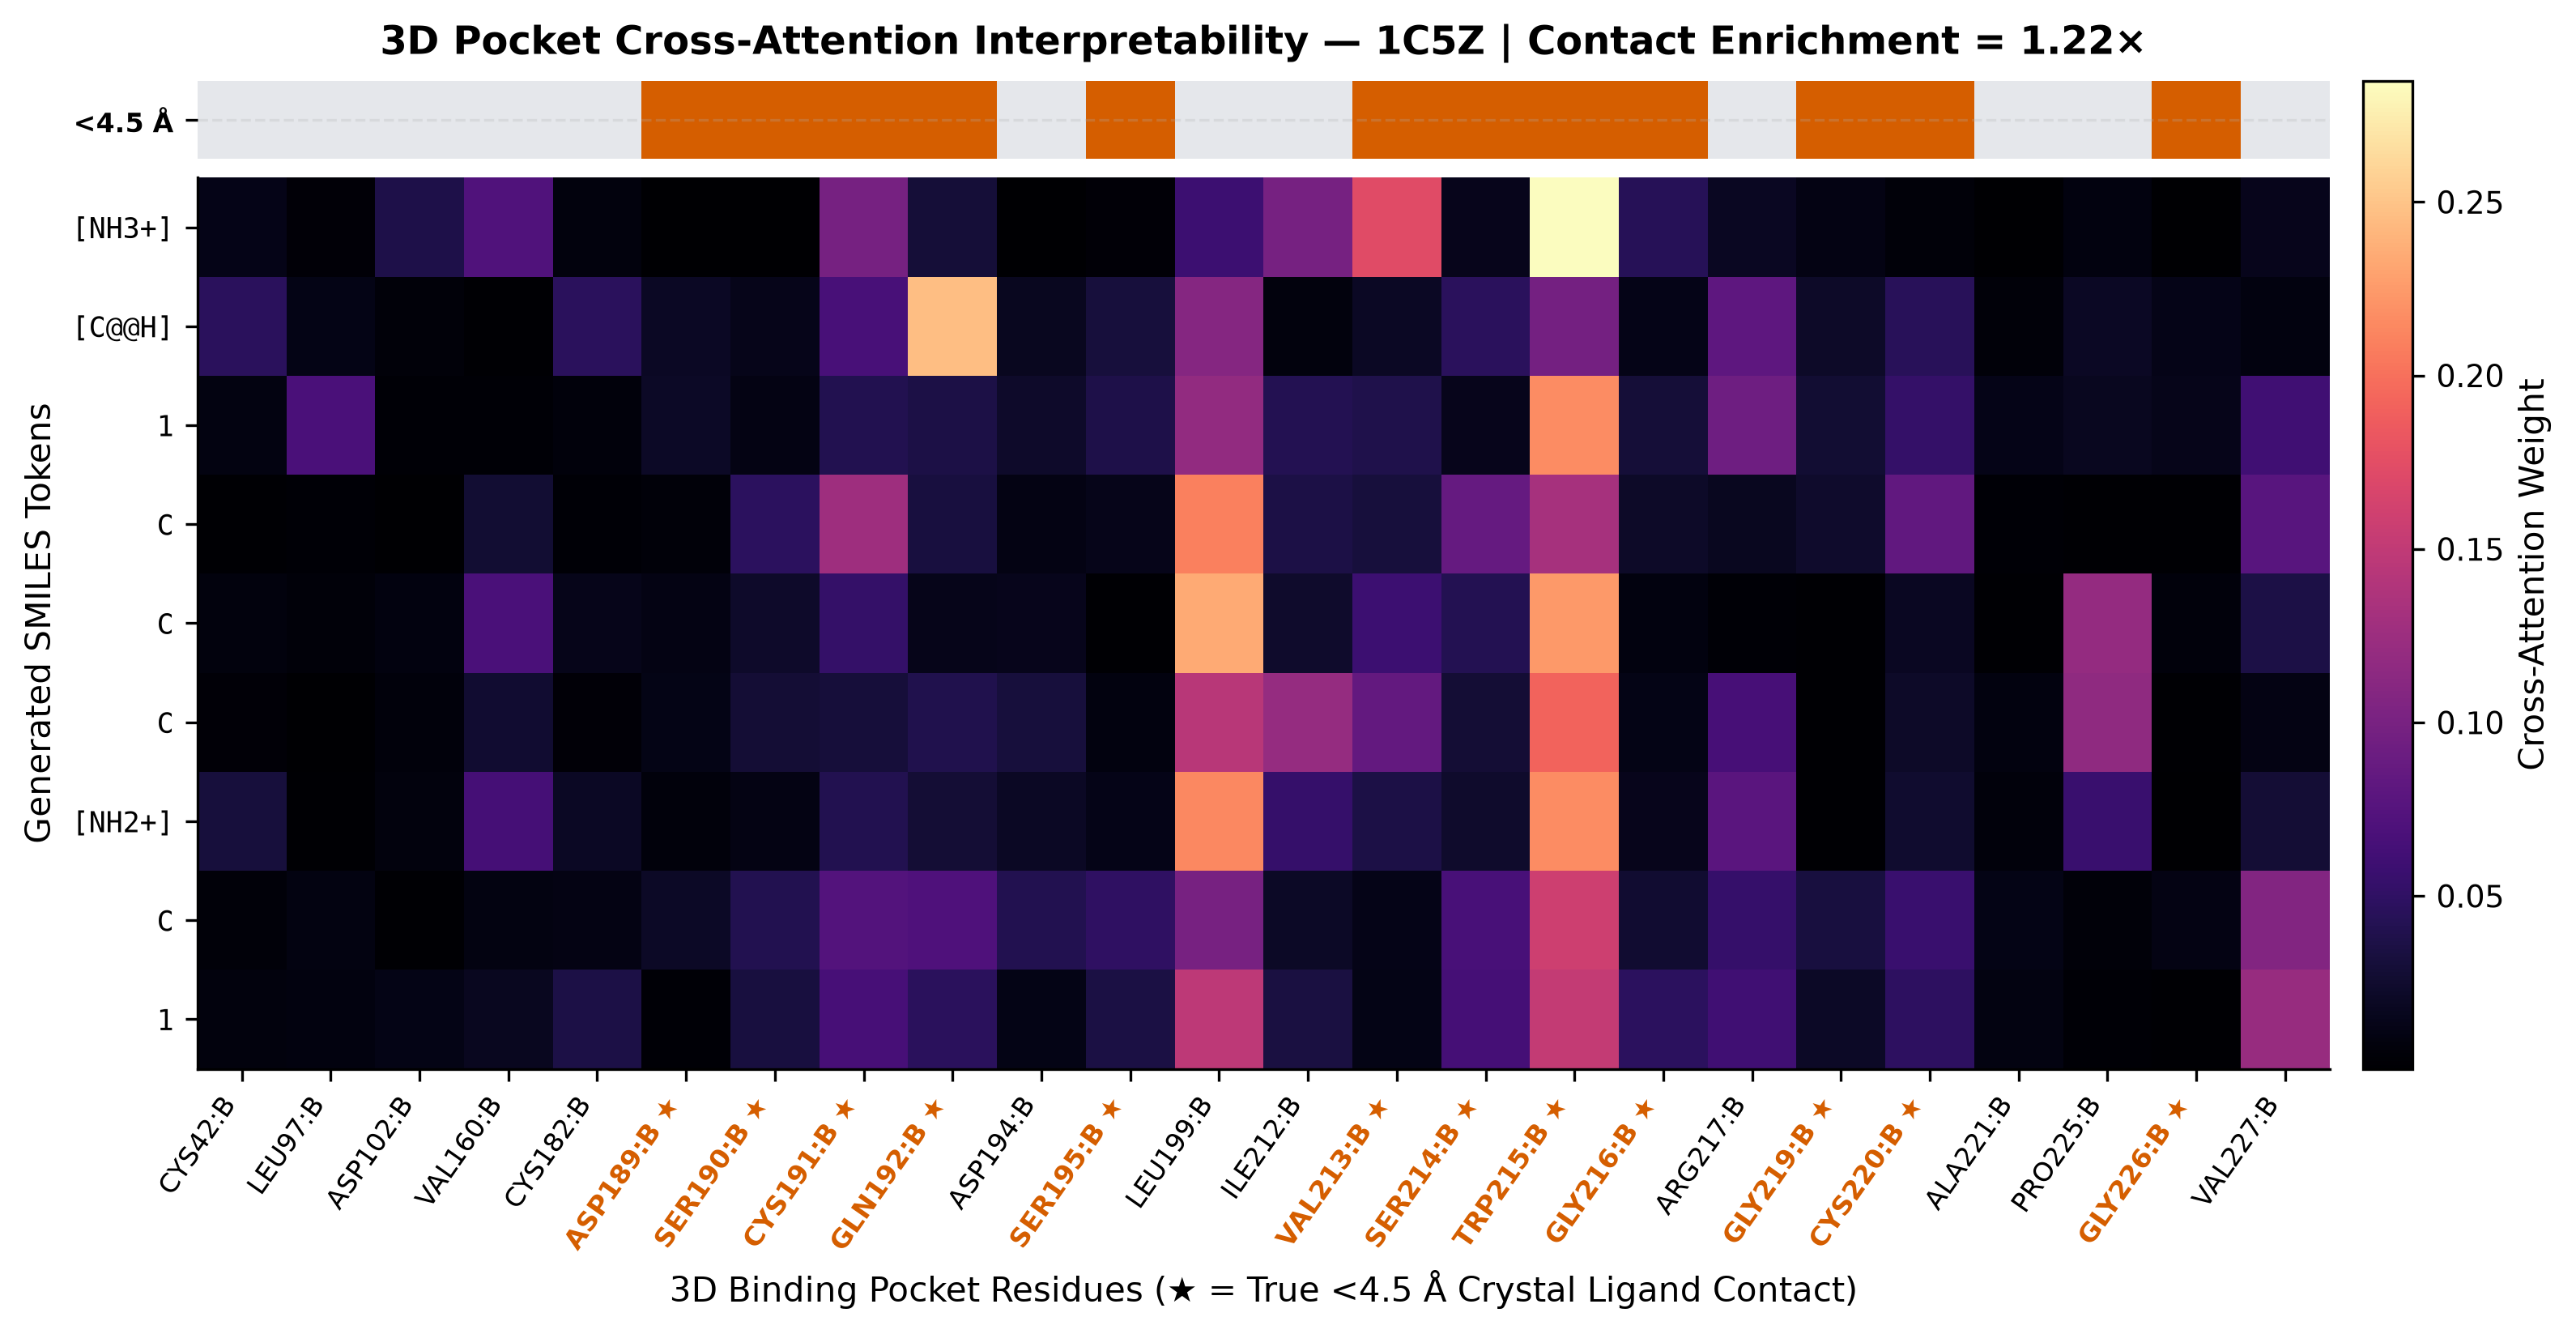 3D Pocket Cross-Attention Interpretability — 1C5Z | Contact Enrichment = 1.22×
<4.5 Å
Generated SMILES Tokens
[NH3+]
[C@@H]
1
C
C
C
[NH2+]
C
1
0.25
0.20
0.15
0.10
0.05
Cross-Attention Weight
CYS42:B
LEU97:B
ASP102:B
VAL160:B
CYS182:B
ASP189:B ★
SER190:B ★
CYS191:B ★
GLN192:B ★
ASP194:B
SER195:B ★
LEU199:B
ILE212:B
VAL213:B ★
SER214:B ★
TRP215:B ★
GLY216:B ★
ARG217:B
GLY219:B ★
CYS220:B ★
ALA221:B
PRO225:B
GLY226:B ★
VAL227:B
3D Binding Pocket Residues (★ = True <4.5 Å Crystal Ligand Contact)